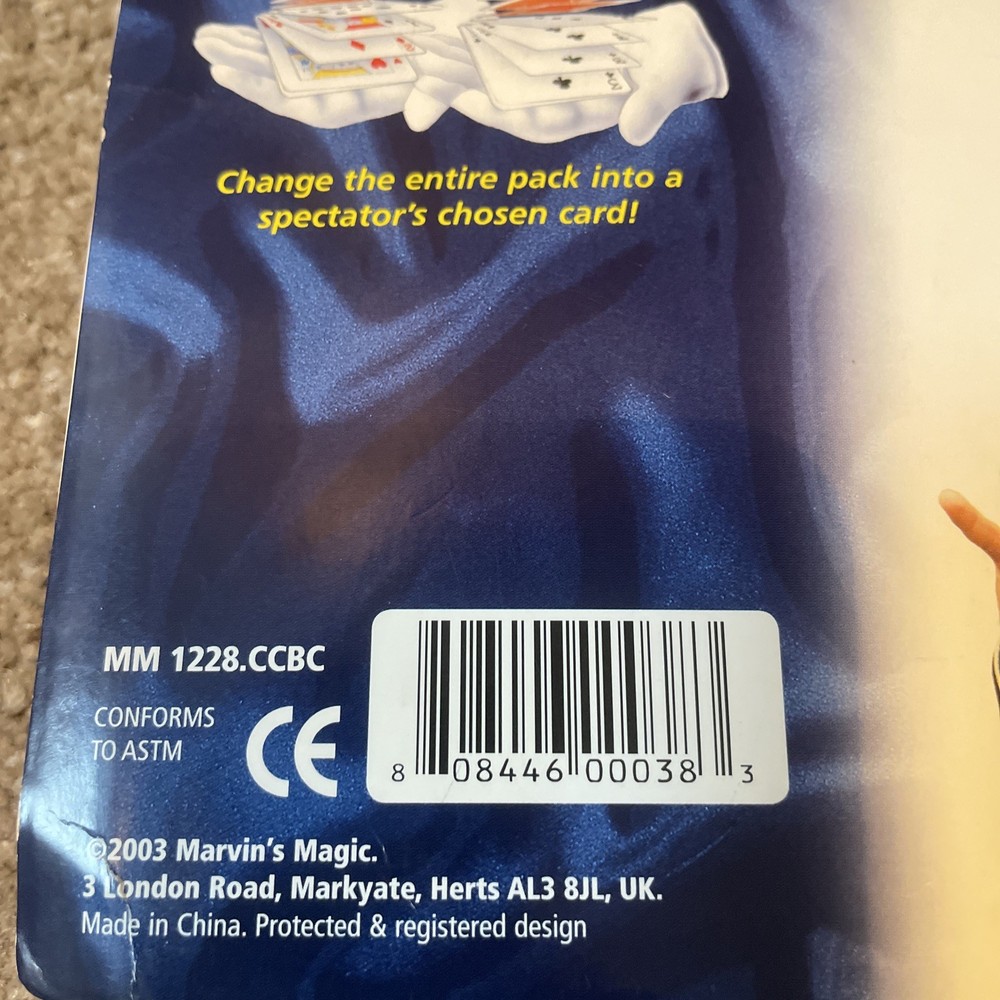 Change the entire pack into a
spectator's chosen card!
MM 1228.CCBC
CONFORMS
TO ASTM
CE
8 08446 00038 3
©2003 Marvin's Magic.
3 London Road, Markyate, Herts AL3 8JL, UK.
Made in China. Protected & registered design